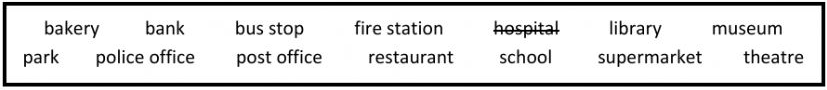 bakery bank bus stop fire station hospital library museum
park police office post office restaurant school supermarket theatre